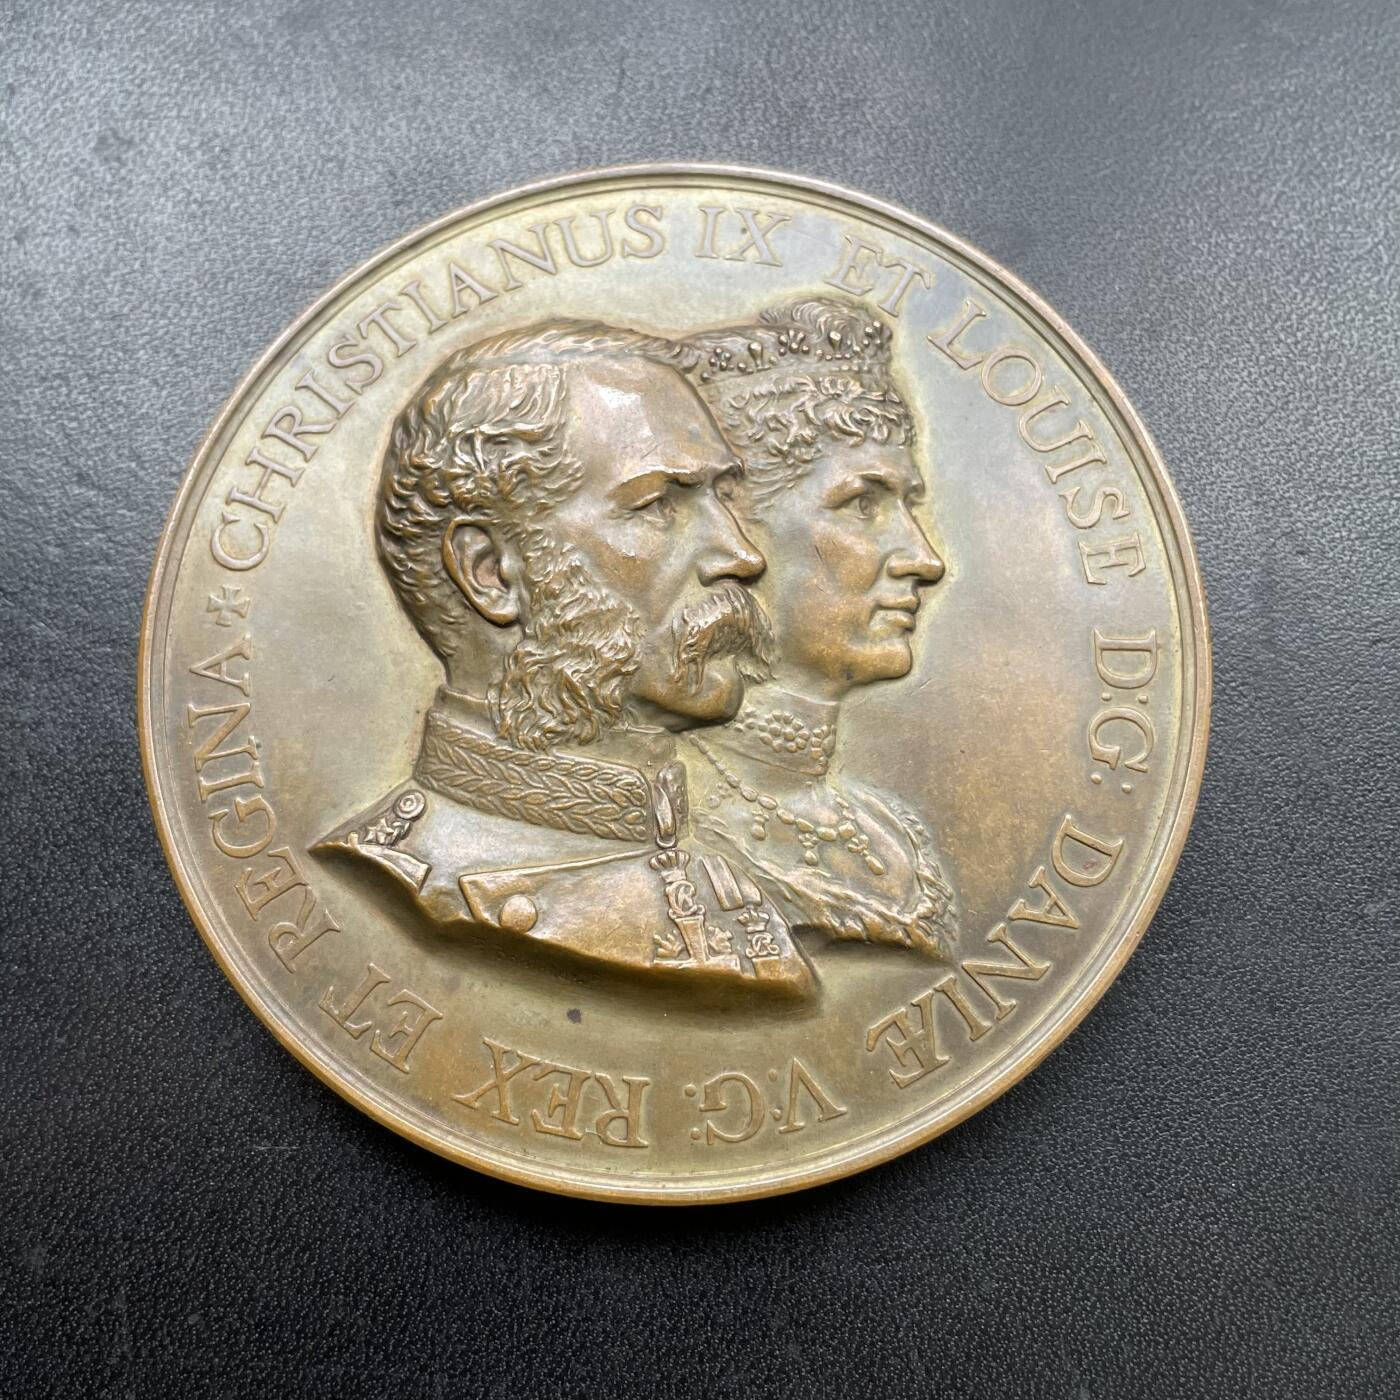 ✠ CHRISTIANUS IX ET LOUISE D:G: DANIÆ V:G: REX ET REGINA